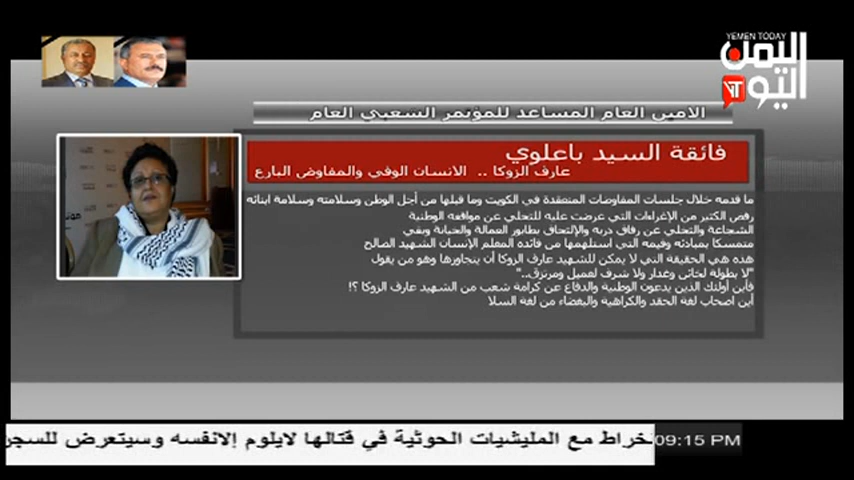 YEMEN TODAY
اليمن
اليوم
الامين العام المساعد للمؤتمر الشعبي العام
فائقة السيد باعلوي
عارف الزوكا .. الانسان الوفي والمفاوض البارع
ما قدمه خلال جلسات المفاوضات المنعقدة في الكويت وما قبلها من أجل الوطن وسلامته وسلامة ابنائه
رفض الكثير من الإغراءات التي عرضت عليه للتخلي عن مواقفه الوطنية
الشجاعة والتخلي عن رفاق دربه والإلتحاق بطابور العمالة والخيانة وبقي
متمسكا بمبادئه وقيمه التي استلهمها من قائده المعلم الإنسان الشهيد الصالح
هذه هي الحقيقة التي لا يمكن للشهيد عارف الزوكا أن يتجاوزها وهو من يقول
"لا بطولة لخائن وغدار ولا شرف لعميل ومرتزق.."
فأين أولئك الذين يدعون الوطنية والدفاع عن كرامة شعب من الشهيد عارف الزوكا ؟!
أين اصحاب لغة الحقد والكراهية والبغضاء من لغة السلا
نخراط مع المليشيات الحوثية في قتالها لايلوم إلانفسه وسيتعرض للسجن
09:15 PM